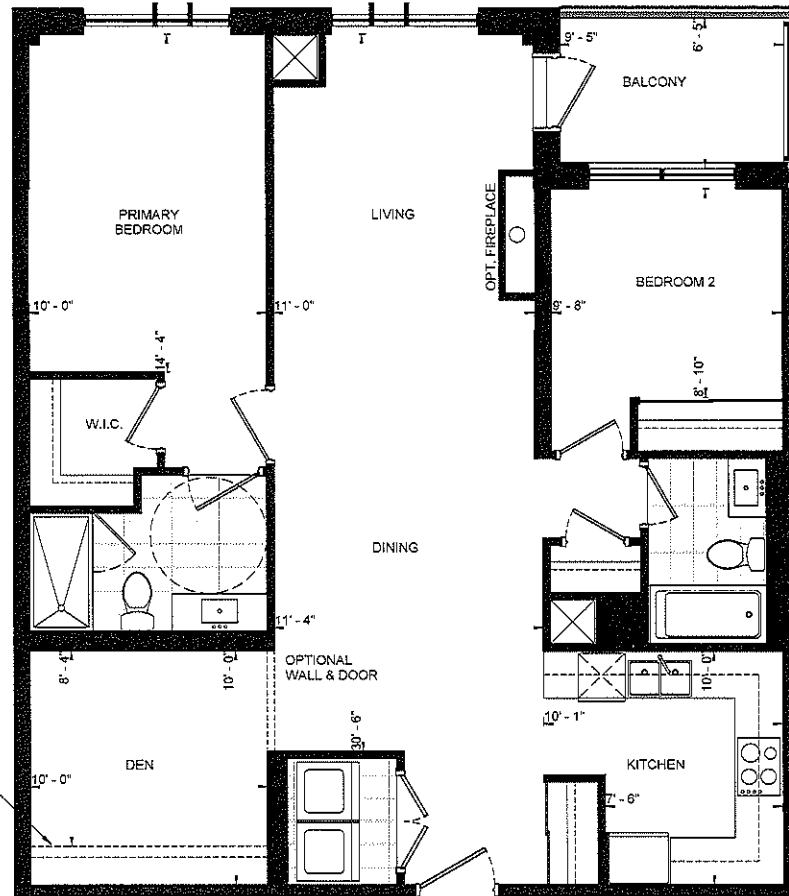 9' - 5"
6' - 5"
BALCONY
PRIMARY
BEDROOM
LIVING
OPT. FIREPLACE
BEDROOM 2
10' - 0"
11' - 0"
9' - 8"
14' - 4"
8' - 10"
W.I.C.
DINING
11' - 4"
OPTIONAL
WALL & DOOR
8' - 4"
10' - 0"
10' - 0"
30' - 6"
10' - 1"
DEN
KITCHEN
10' - 0"
7' - 6"